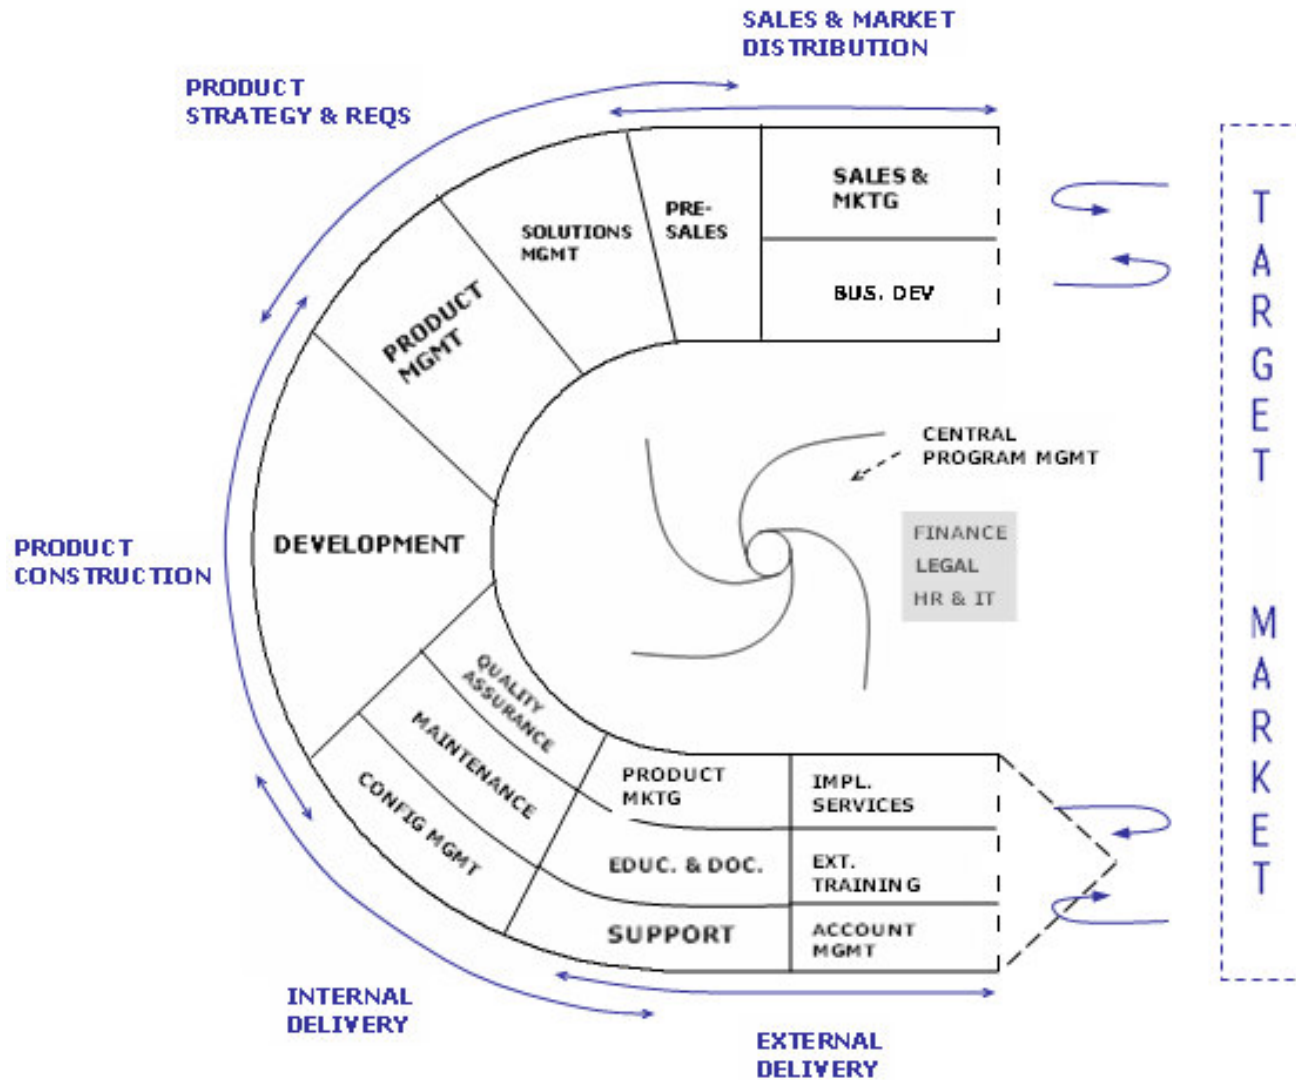 SALES & MARKET
DISTRIBUTION
PRODUCT
STRATEGY & REQS
SALES &
MKTG
PRE-
SALES
SOLUTIONS
MGMT
BUS. DEV
PRODUCT
MGMT
CENTRAL
PROGRAM MGMT
FINANCE
LEGAL
HR & IT
DEVELOPMENT
PRODUCT
CONSTRUCTION
QUALITY
ASSURANCE
MAINTENANCE
CONFIG MGMT
PRODUCT
MKTG
IMPL.
SERVICES
EDUC. & DOC.
EXT.
TRAINING
SUPPORT
ACCOUNT
MGMT
INTERNAL
DELIVERY
EXTERNAL
DELIVERY
TARGET MARKET